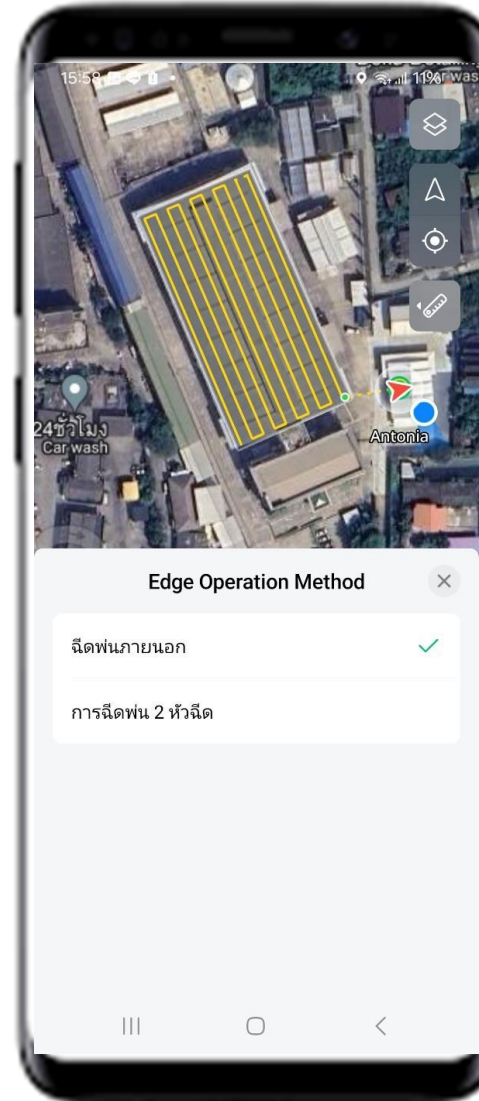 15:58
11%
24ชั่วโมง
Car wash
Antonia
Edge Operation Method
ฉีดพ่นภายนอก
การฉีดพ่น 2 หัวฉีด